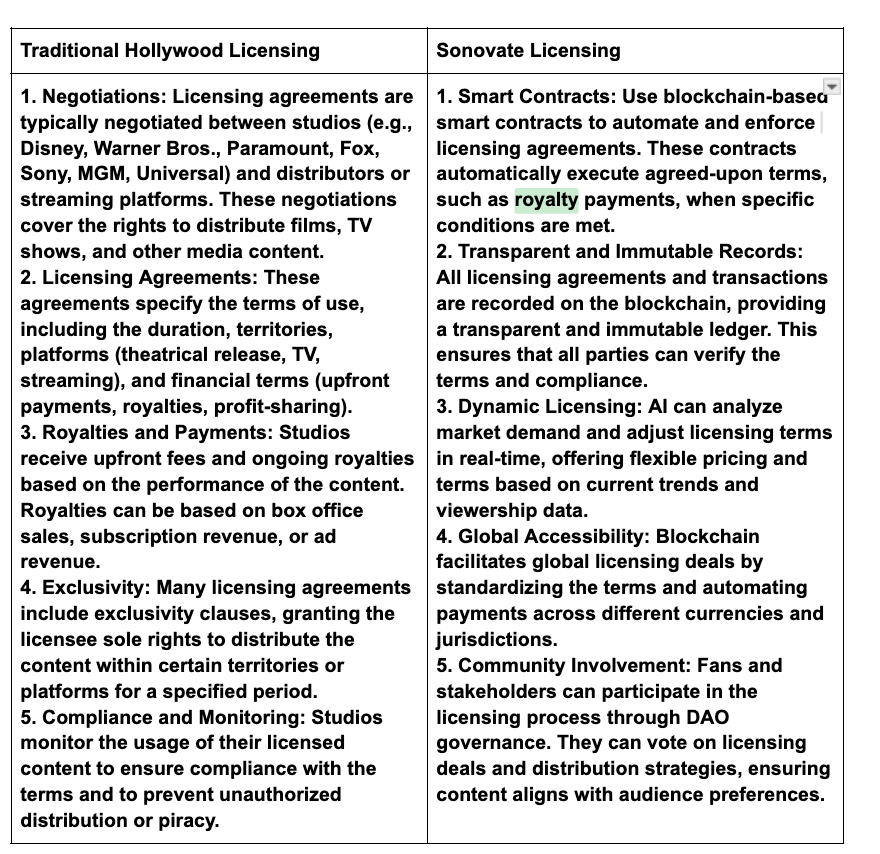 Traditional Hollywood Licensing
Sonovate Licensing
1. Negotiations: Licensing agreements are
typically negotiated between studios (e.g.,
Disney, Warner Bros., Paramount, Fox,
Sony, MGM, Universal) and distributors or
streaming platforms. These negotiations
cover the rights to distribute films, TV
shows, and other media content.
2. Licensing Agreements: These
agreements specify the terms of use,
including the duration, territories,
platforms (theatrical release, TV,
streaming), and financial terms (upfront
payments, royalties, profit-sharing).
3. Royalties and Payments: Studios
receive upfront fees and ongoing royalties
based on the performance of the content.
Royalties can be based on box office
sales, subscription revenue, or ad
revenue.
4. Exclusivity: Many licensing agreements
include exclusivity clauses, granting the
licensee sole rights to distribute the
content within certain territories or
platforms for a specified period.
5. Compliance and Monitoring: Studios
monitor the usage of their licensed
content to ensure compliance with the
terms and to prevent unauthorized
distribution or piracy.
1. Smart Contracts: Use blockchain-based
smart contracts to automate and enforce
licensing agreements. These contracts
automatically execute agreed-upon terms,
such as royalty payments, when specific
conditions are met.
2. Transparent and Immutable Records:
All licensing agreements and transactions
are recorded on the blockchain, providing
a transparent and immutable ledger. This
ensures that all parties can verify the
terms and compliance.
3. Dynamic Licensing: AI can analyze
market demand and adjust licensing terms
in real-time, offering flexible pricing and
terms based on current trends and
viewership data.
4. Global Accessibility: Blockchain
facilitates global licensing deals by
standardizing the terms and automating
payments across different currencies and
jurisdictions.
5. Community Involvement: Fans and
stakeholders can participate in the
licensing process through DAO
governance. They can vote on licensing
deals and distribution strategies, ensuring
content aligns with audience preferences.